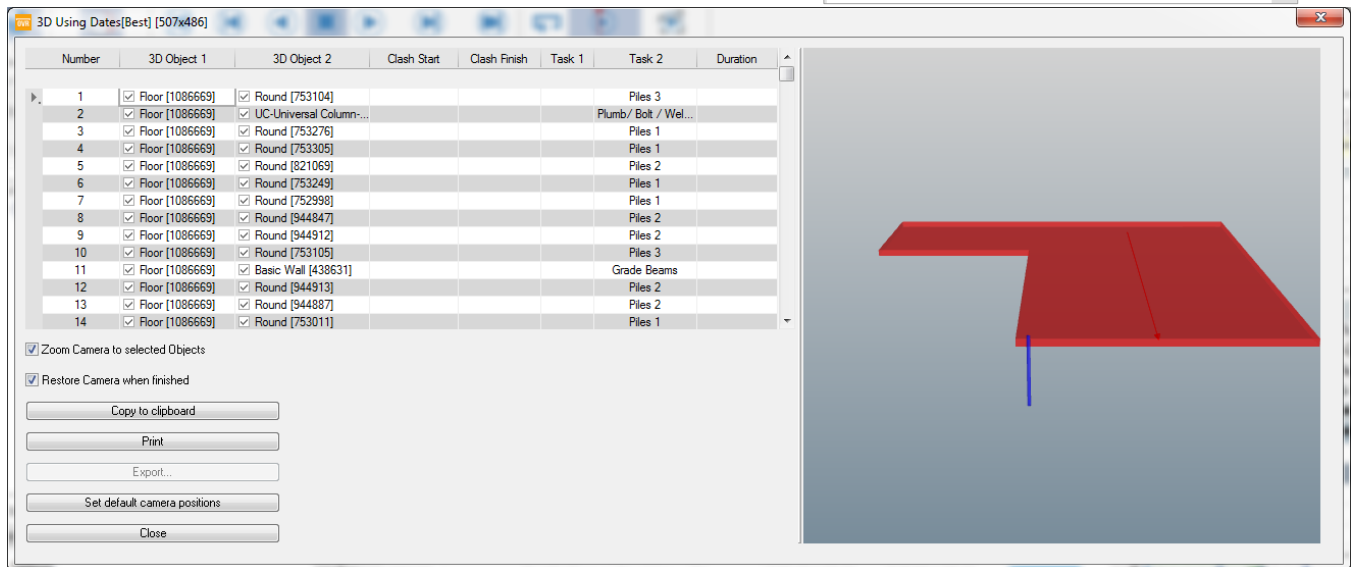 3D Using Dates[Best] [507x486]
Number 3D Object 1 3D Object 2 Clash Start Clash Finish Task 1 Task 2 Duration
1 Floor [1086669] Round [753104] Piles 3
2 Floor [1086669] UC-Universal Column-... Plumb/ Bolt / Wel...
3 Floor [1086669] Round [753276] Piles 1
4 Floor [1086669] Round [753305] Piles 1
5 Floor [1086669] Round [821069] Piles 2
6 Floor [1086669] Round [753249] Piles 1
7 Floor [1086669] Round [752998] Piles 1
8 Floor [1086669] Round [944847] Piles 2
9 Floor [1086669] Round [944912] Piles 2
10 Floor [1086669] Round [753105] Piles 3
11 Floor [1086669] Basic Wall [438631] Grade Beams
12 Floor [1086669] Round [944913] Piles 2
13 Floor [1086669] Round [944887] Piles 2
14 Floor [1086669] Round [753011] Piles 1
Zoom Camera to selected Objects
Restore Camera when finished
Copy to clipboard
Print
Export...
Set default camera positions
Close